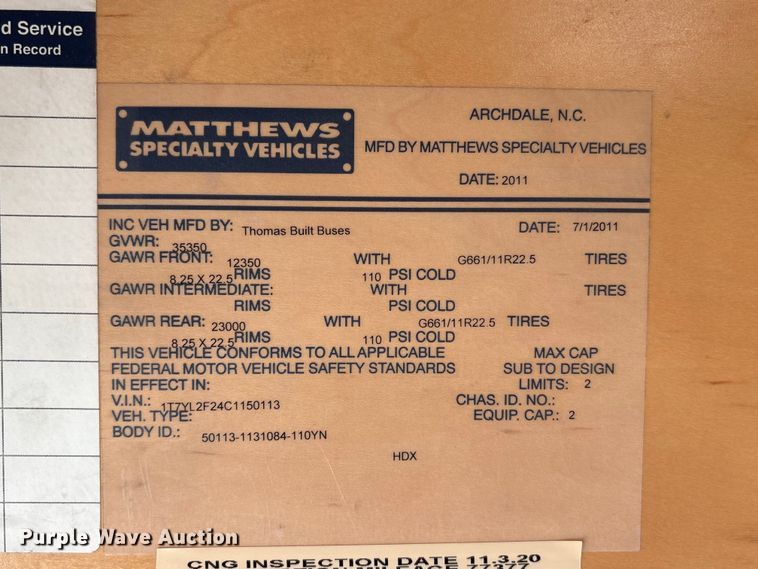 d Service
n Record
MATTHEWS
SPECIALTY VEHICLES
ARCHDALE, N.C.
MFD BY MATTHEWS SPECIALTY VEHICLES
DATE: 2011
INC VEH MFD BY: Thomas Built Buses DATE: 7/1/2011
GVWR: 35350
GAWR FRONT: 12350 WITH G661/11R22.5 TIRES
8.25 X 22.5 RIMS 110 PSI COLD
GAWR INTERMEDIATE: WITH TIRES
RIMS PSI COLD
GAWR REAR: 23000 WITH G661/11R22.5 TIRES
8.25 X 22.5 RIMS 110 PSI COLD
THIS VEHICLE CONFORMS TO ALL APPLICABLE MAX CAP
FEDERAL MOTOR VEHICLE SAFETY STANDARDS SUB TO DESIGN
IN EFFECT IN: LIMITS: 2
V.I.N.: 1T7YL2F24C1150113 CHAS. ID. NO.:
VEH. TYPE: EQUIP. CAP.: 2
BODY ID.: 50113-1131084-110YN
HDX
Purple Wave Auction
CNG INSPECTION DATE 11.3.20
MILEAGE 77377